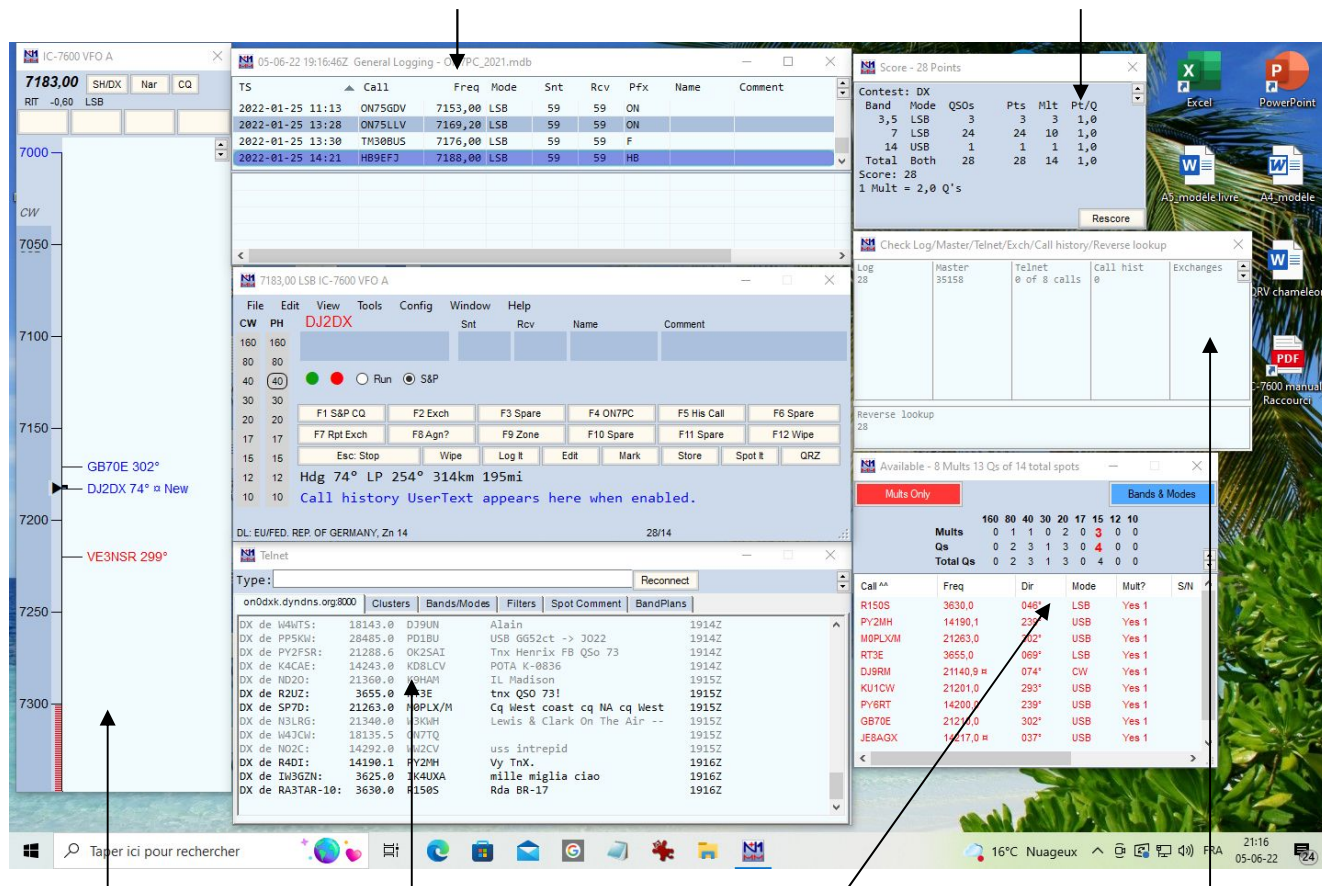 IC-7600 VFO A
7183,00 SH/DX Nar CQ
RIT -0,60 LSB
7000
CW
7050
7100
7150
GB70E 302°
DJ2DX 74° ¤ New
7200
VE3NSR 299°
7250
7300
05-06-22 19:16:46Z General Logging - ON7PC_2021.mdb
TS Call Freq Mode Snt Rcv Pfx Name Comment
2022-01-25 11:13 ON75GDV 7153,00 LSB 59 59 ON
2022-01-25 13:28 ON75LLV 7169,20 LSB 59 59 ON
2022-01-25 13:30 TM30BUS 7176,00 LSB 59 59 F
2022-01-25 14:21 HB9EFJ 7188,00 LSB 59 59 HB
7183,00 LSB IC-7600 VFO A
File Edit View Tools Config Window Help
CW PH DJ2DX Snt Rcv Name Comment
160 160
80 80
40 40 Run S&P
30 30
20 20 F1 S&P CQ F2 Exch F3 Spare F4 ON7PC F5 His Call F6 Spare
17 17 F7 Rpt Exch F8 Agn? F9 Zone F10 Spare F11 Spare F12 Wipe
15 15 Esc: Stop Wipe Log It Edit Mark Store Spot It QRZ
12 12 Hdg 74° LP 254° 314km 195mi
10 10 Call history UserText appears here when enabled.
DL: EU/FED. REP. OF GERMANY, Zn 14 28/14
Telnet
Type: Reconnect
on0dxk.dyndns.org:8000 Clusters Bands/Modes Filters Spot Comment BandPlans
DX de W4WTS: 18143.0 DJ9UN Alain 1914Z
DX de PP5KW: 28485.0 PD1BU USB GG52ct -> JO22 1914Z
DX de PY2FSR: 21288.6 OK2SAI Tnx Henrix FB QSo 73 1914Z
DX de K4CAE: 14243.0 KD8LCV POTA K-0836 1914Z
DX de ND2O: 21360.0 K9HAM IL Madison 1915Z
DX de R2UZ: 3655.0 RT3E tnx QSO 73! 1915Z
DX de SP7D: 21263.0 M0PLX/M Cq West coast cq NA cq West 1915Z
DX de N3LRG: 21340.0 W3KWH Lewis & Clark On The Air -- 1915Z
DX de W4JCW: 18135.5 ON7TQ 1915Z
DX de NO2C: 14292.0 WW2CV uss intrepid 1915Z
DX de R4DI: 14190.1 PY2MH Vy TnX. 1916Z
DX de IW3GZN: 3625.0 IK4UXA mille miglia ciao 1916Z
DX de RA3TAR-10: 3630.0 R150S Rda BR-17 1916Z
Score - 28 Points
Contest: DX
Band Mode QSOs Pts Mlt Pt/Q
3,5 LSB 3 3 3 1,0
7 LSB 24 24 10 1,0
14 USB 1 1 1 1,0
Total Both 28 28 14 1,0
Score: 28
1 Mult = 2,0 Q's
Rescore
Check Log/Master/Telnet/Exch/Call history/Reverse lookup
Log Master Telnet Call hist Exchanges
28 35158 0 of 8 calls 0
Reverse lookup
28
Available - 8 Mults 13 Qs of 14 total spots
Mults Only Bands & Modes
160 80 40 30 20 17 15 12 10
Mults 0 1 1 0 2 0 3 0 0
Qs 0 2 3 1 3 0 4 0 0
Total Qs 0 2 3 1 3 0 4 0 0
Call ^^ Freq Dir Mode Mult? S/N
R150S 3630,0 046° LSB Yes 1
PY2MH 14190,1 239° USB Yes 1
M0PLX/M 21263,0 302° USB Yes 1
RT3E 3655,0 069° LSB Yes 1
DJ9RM 21140,9 ¤ 074° CW Yes 1
KU1CW 21201,0 293° USB Yes 1
PY6RT 14200,0 239° USB Yes 1
GB70E 21210,0 302° USB Yes 1
JE8AGX 14217,0 ¤ 037° USB Yes 1
Excel PowerPoint
A5_modèle livre A4_modèle
QRV chameleon
PDF
IC-7600 manual
Raccourci
Taper ici pour rechercher
16°C Nuageux FRA 21:16
05-06-22 24